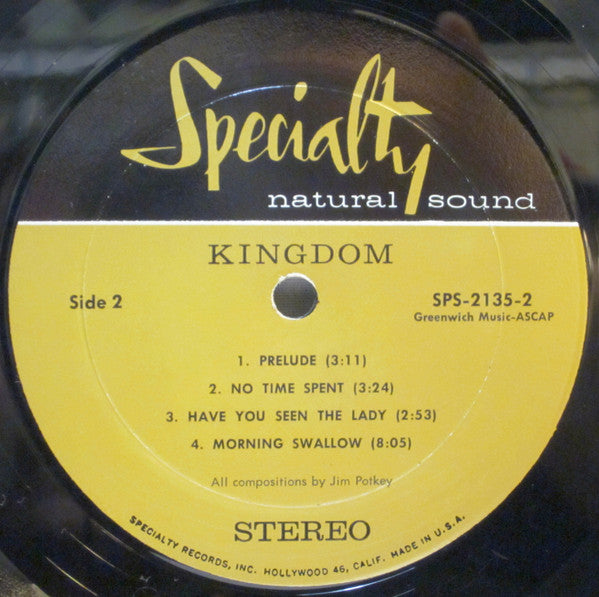 Specialty
natural sound
KINGDOM
Side 2
SPS-2135-2
Greenwich Music-ASCAP
1. PRELUDE (3:11)
2. NO TIME SPENT (3:24)
3. HAVE YOU SEEN THE LADY (2:53)
4. MORNING SWALLOW (8:05)
All compositions by Jim Potkey
STEREO
SPECIALTY RECORDS, INC. HOLLYWOOD 46, CALIF. MADE IN U.S.A.